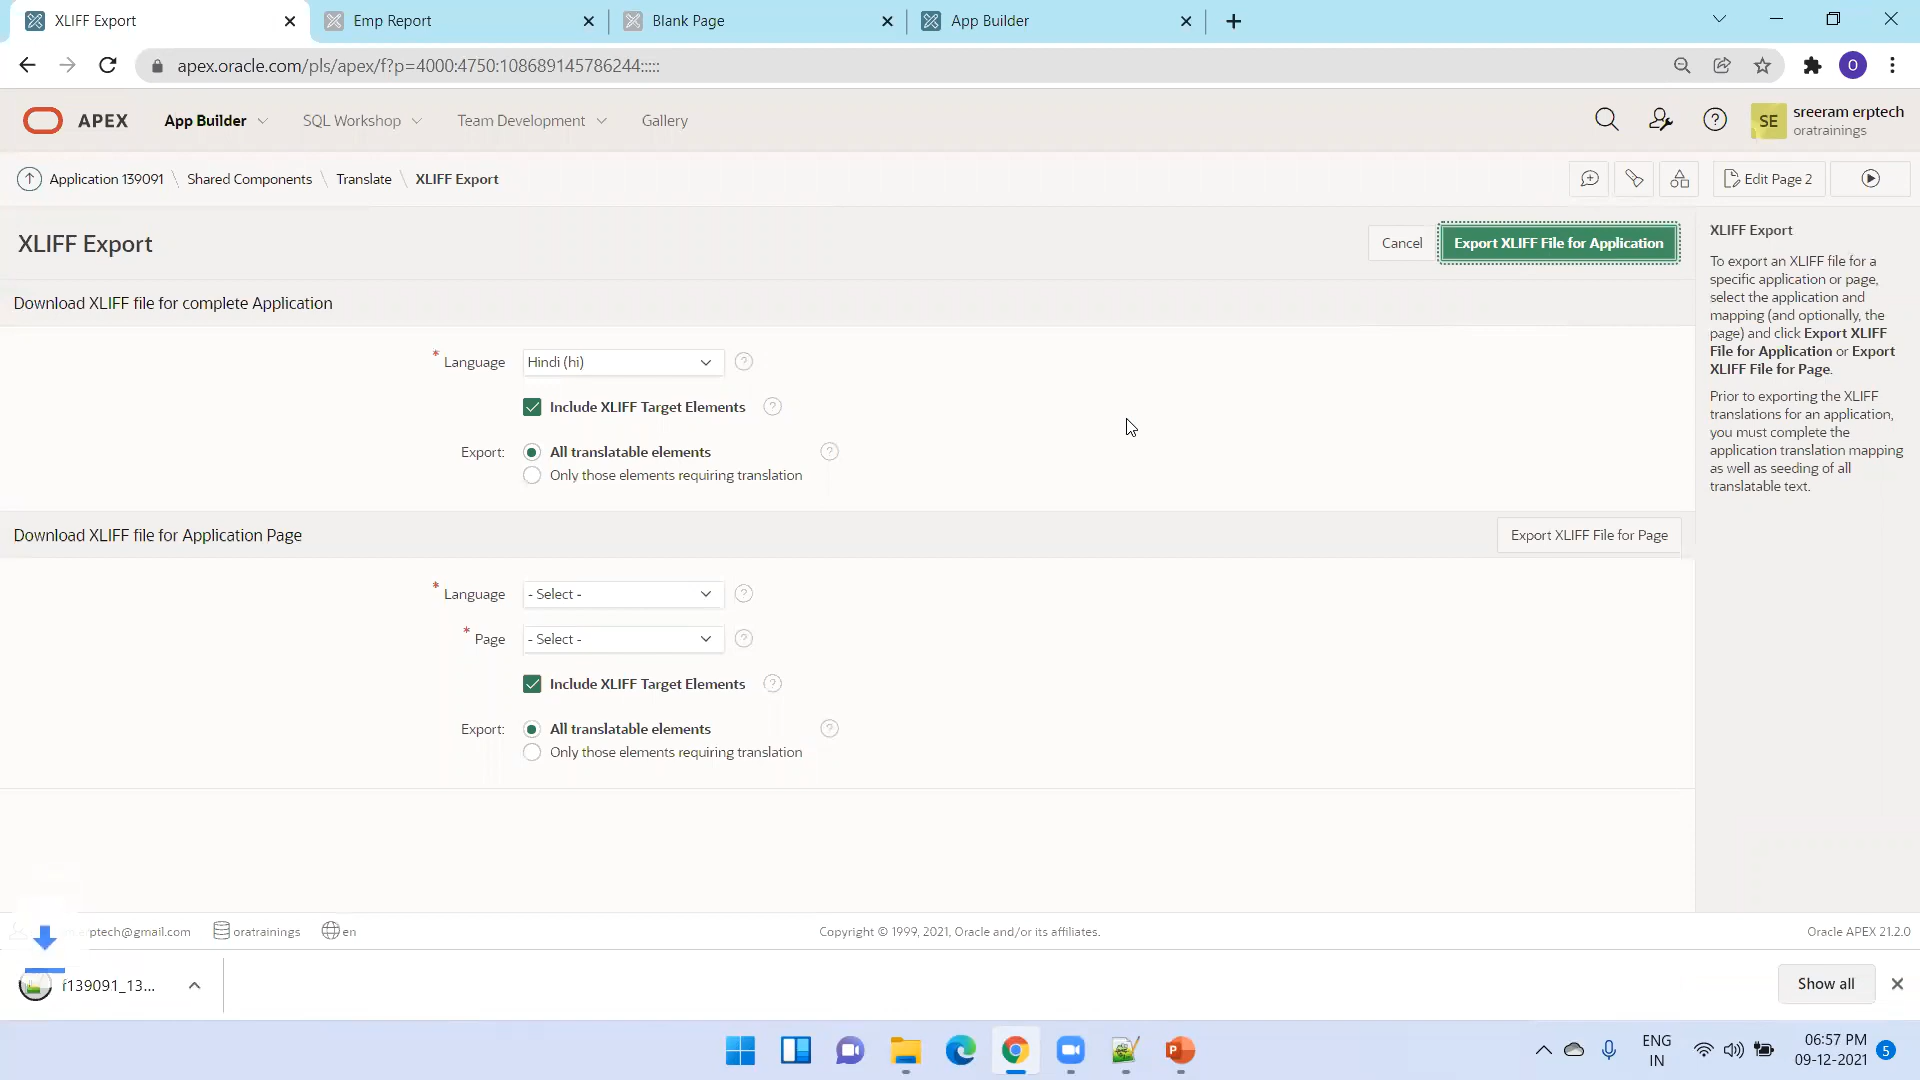 XLIFF Export
Emp Report
Blank Page
App Builder
apex.oracle.com/pls/apex/f?p=4000:4750:108689145786244:::::
O
APEX
App Builder
SQL Workshop
Team Development
Gallery
SE
sreeram erptech
oratrainings
Application 139091 \ Shared Components \ Translate \ XLIFF Export
Edit Page 2
XLIFF Export
Cancel
Export XLIFF File for Application
Download XLIFF file for complete Application
* Language
Hindi (hi)
Include XLIFF Target Elements
Export:
All translatable elements
Only those elements requiring translation
Download XLIFF file for Application Page
Export XLIFF File for Page
* Language
- Select -
* Page
- Select -
Include XLIFF Target Elements
Export:
All translatable elements
Only those elements requiring translation
XLIFF Export
To export an XLIFF file for a
specific application or page,
select the application and
mapping (and optionally, the
page) and click Export XLIFF
File for Application or Export
XLIFF File for Page.
Prior to exporting the XLIFF
translations for an application,
you must complete the
application translation mapping
as well as seeding of all
translatable text.
ptech@gmail.com
oratrainings
en
Copyright © 1999, 2021, Oracle and/or its affiliates.
Oracle APEX 21.2.0
f139091_13...
Show all
ENG
IN
06:57 PM
09-12-2021
5